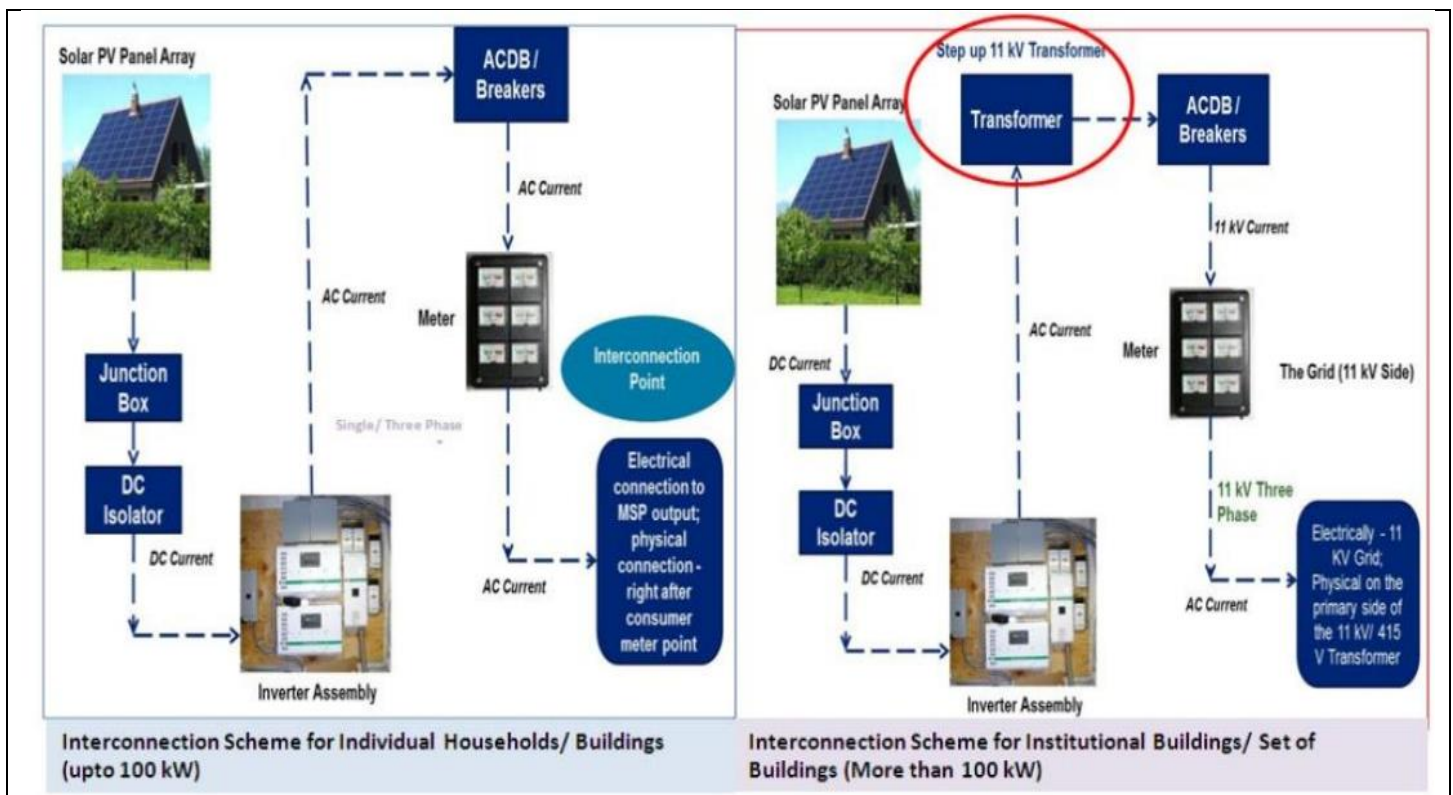 Solar PV Panel Array
Junction
Box
DC
Isolator
DC Current
Inverter Assembly
AC Current
Single/ Three Phase
ACDB /
Breakers
AC Current
Meter
AC Current
Interconnection
Point
Electrical
connection to
MSP output;
physical
connection -
right after
consumer
meter point
Interconnection Scheme for Individual Households/ Buildings
(upto 100 kW)
Solar PV Panel Array
DC Current
Junction
Box
DC
Isolator
DC Current
Inverter Assembly
AC Current
Step up 11 kV Transformer
Transformer
ACDB /
Breakers
11 kV Current
Meter
The Grid (11 kV Side)
11 kV Three
Phase
AC Current
Electrically - 11
KV Grid;
Physical on the
primary side of
the 11 kV/ 415
V Transformer
Interconnection Scheme for Institutional Buildings/ Set of
Buildings (More than 100 kW)